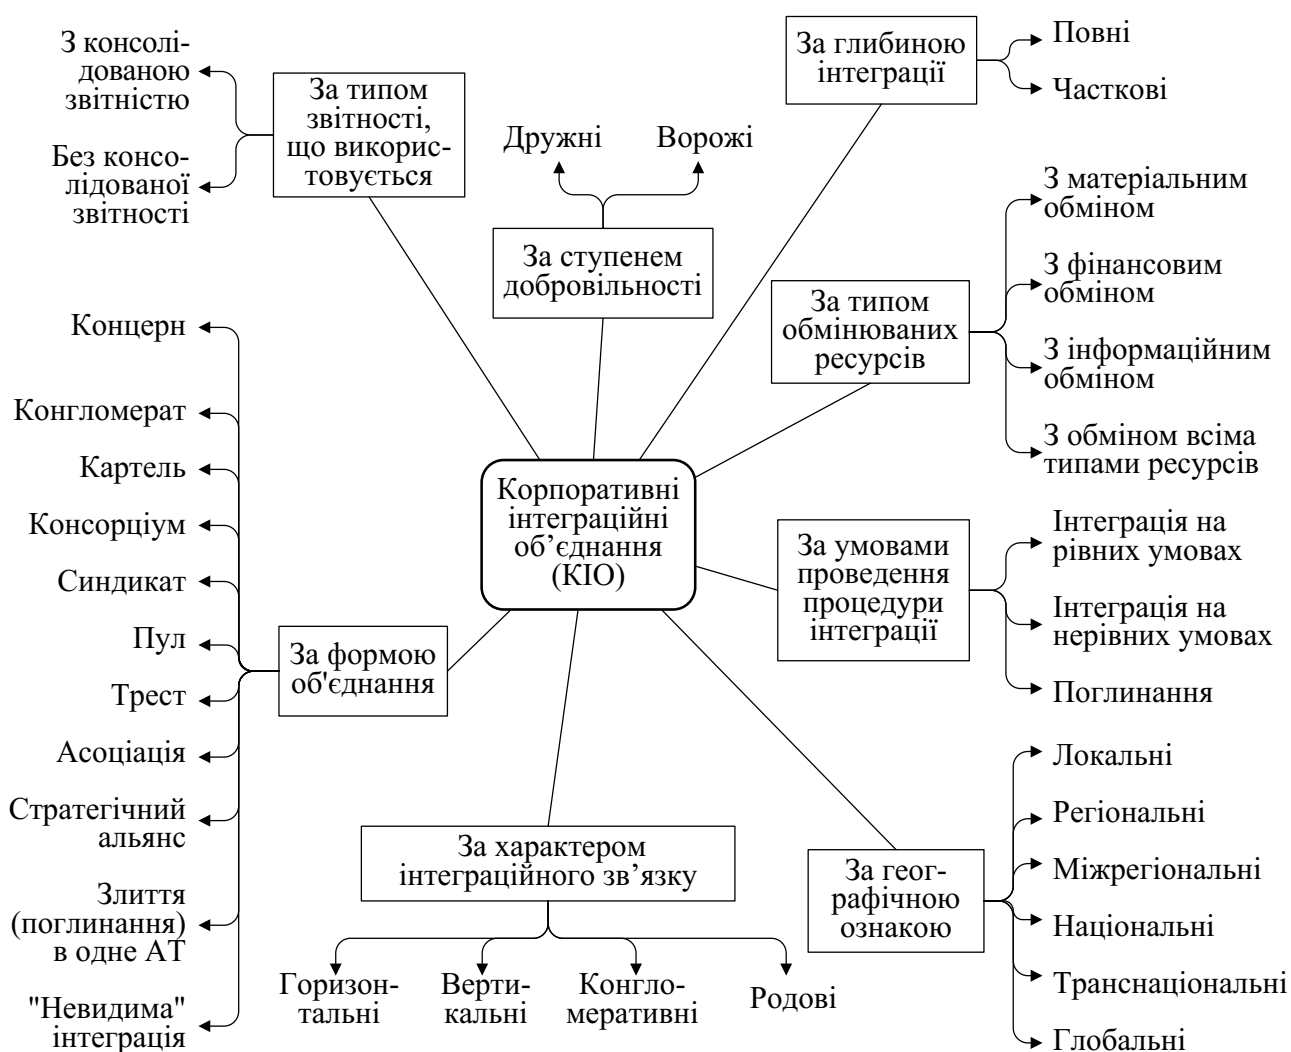 З консолі-
дованою
звітністю
Без консо-
лідованої
звітності
За типом
звітності,
що викорис-
товується
Дружні
Ворожі
За ступенем
добровільності
За глибиною
інтеграції
Повні
Часткові
За типом
обмінюваних
ресурсів
З матеріальним
обміном
З фінансовим
обміном
З інформаційним
обміном
З обміном всіма
типами ресурсів
Корпоративні
інтеграційні
об’єднання
(КІО)
За умовами
проведення
процедури
інтеграції
Інтеграція на
рівних умовах
Інтеграція на
нерівних умовах
Поглинання
За формою
об'єднання
Концерн
Конгломерат
Картель
Консорціум
Синдикат
Пул
Трест
Асоціація
Стратегічний
альянс
Злиття
(поглинання)
в одне АТ
"Невидима"
інтеграція
За характером
інтеграційного зв’язку
Горизон-
тальні
Верти-
кальні
Конгло-
меративні
Родові
За геог-
рафічною
ознакою
Локальні
Регіональні
Міжрегіональні
Національні
Транснаціональні
Глобальні